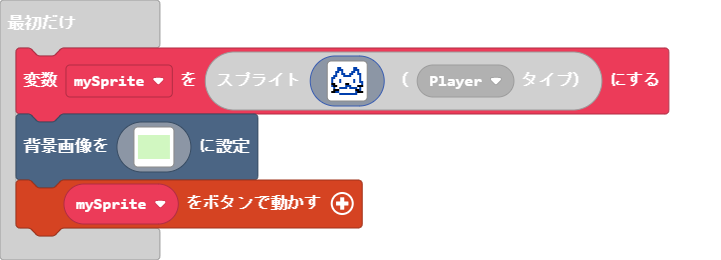 最初だけ
変数 mySprite を スプライト ( Player タイプ) にする
背景画像を に設定
mySprite をボタンで動かす